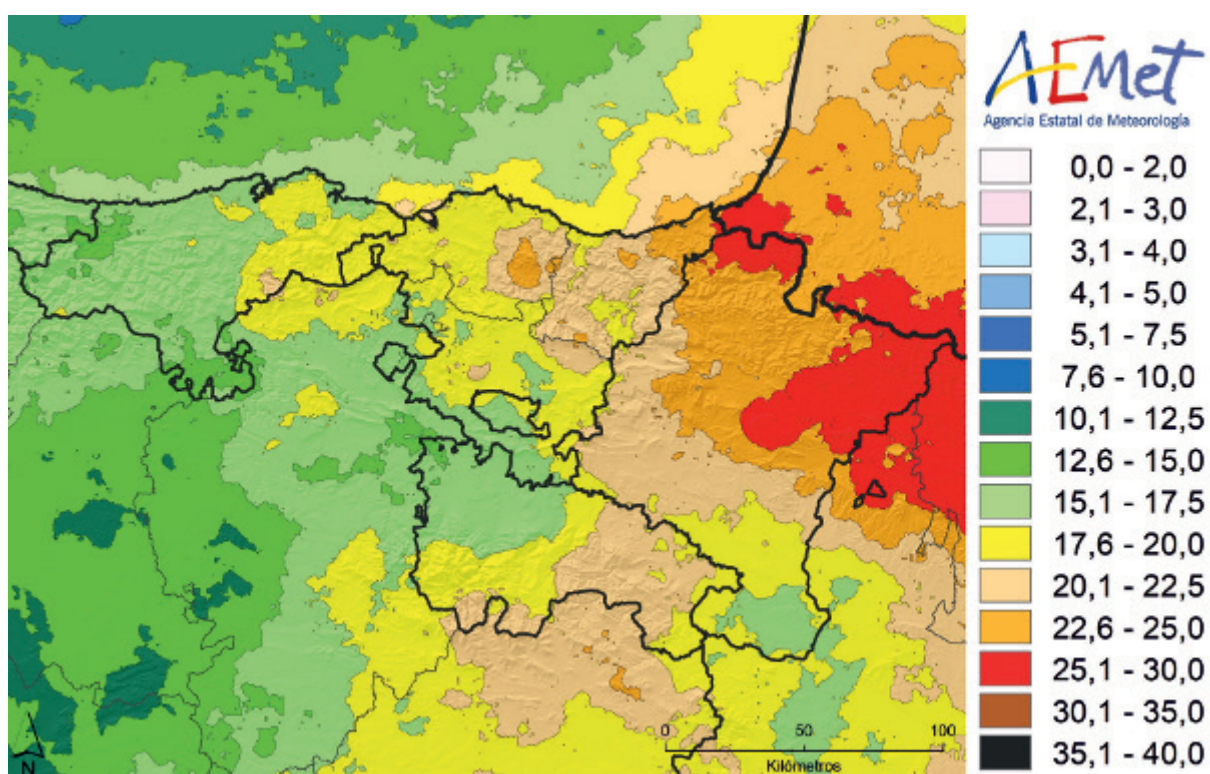 AEMet
Agencia Estatal de Meteorología
0,0 - 2,0
2,1 - 3,0
3,1 - 4,0
4,1 - 5,0
5,1 - 7,5
7,6 - 10,0
10,1 - 12,5
12,6 - 15,0
15,1 - 17,5
17,6 - 20,0
20,1 - 22,5
22,6 - 25,0
25,1 - 30,0
30,1 - 35,0
35,1 - 40,0
0 50 100
Kilómetros
N